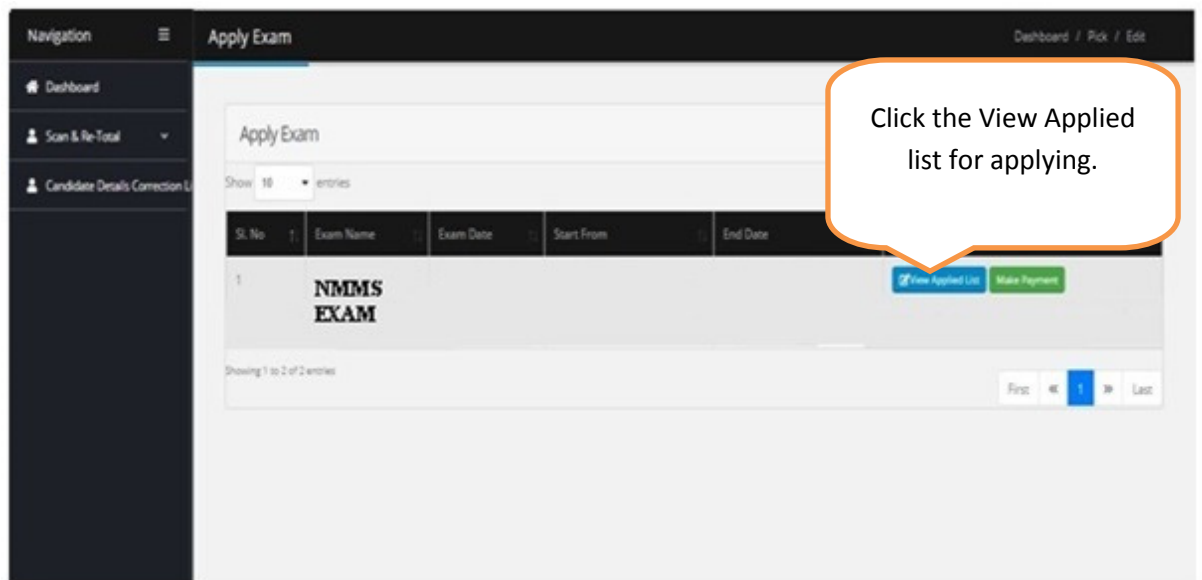 Navigation
Apply Exam
Dashboard / Pick / Edit
Dashboard
Scan & Re-Total
Candidate Details Correction Li
Click the View Applied
list for applying.
Apply Exam
Show 10 entries
Sl. No Exam Name Exam Date Start From End Date
1
NMMS
EXAM
View Applied List Make Payment
Showing 1 to 2 of 2 entries
First « 1 » Last